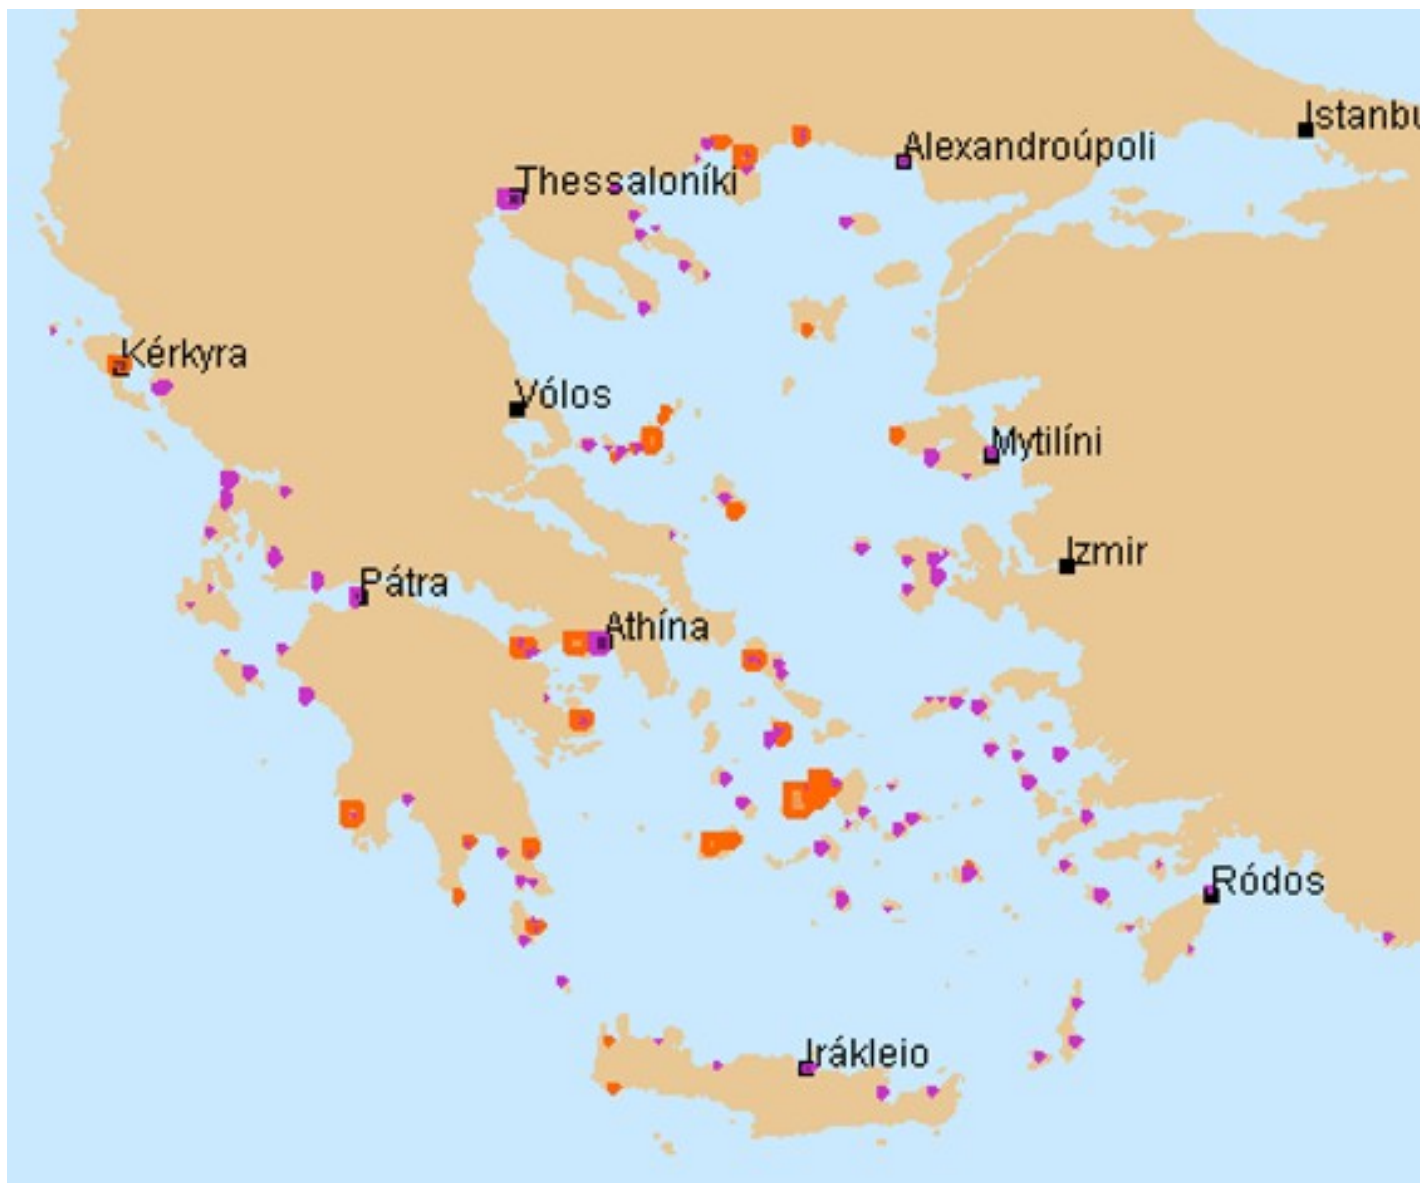 Istanbu
Alexandroúpoli
Thessaloníki
Kérkyra
Vólos
Mytilíni
Izmir
Pátra
Athína
Ródos
Irákleio